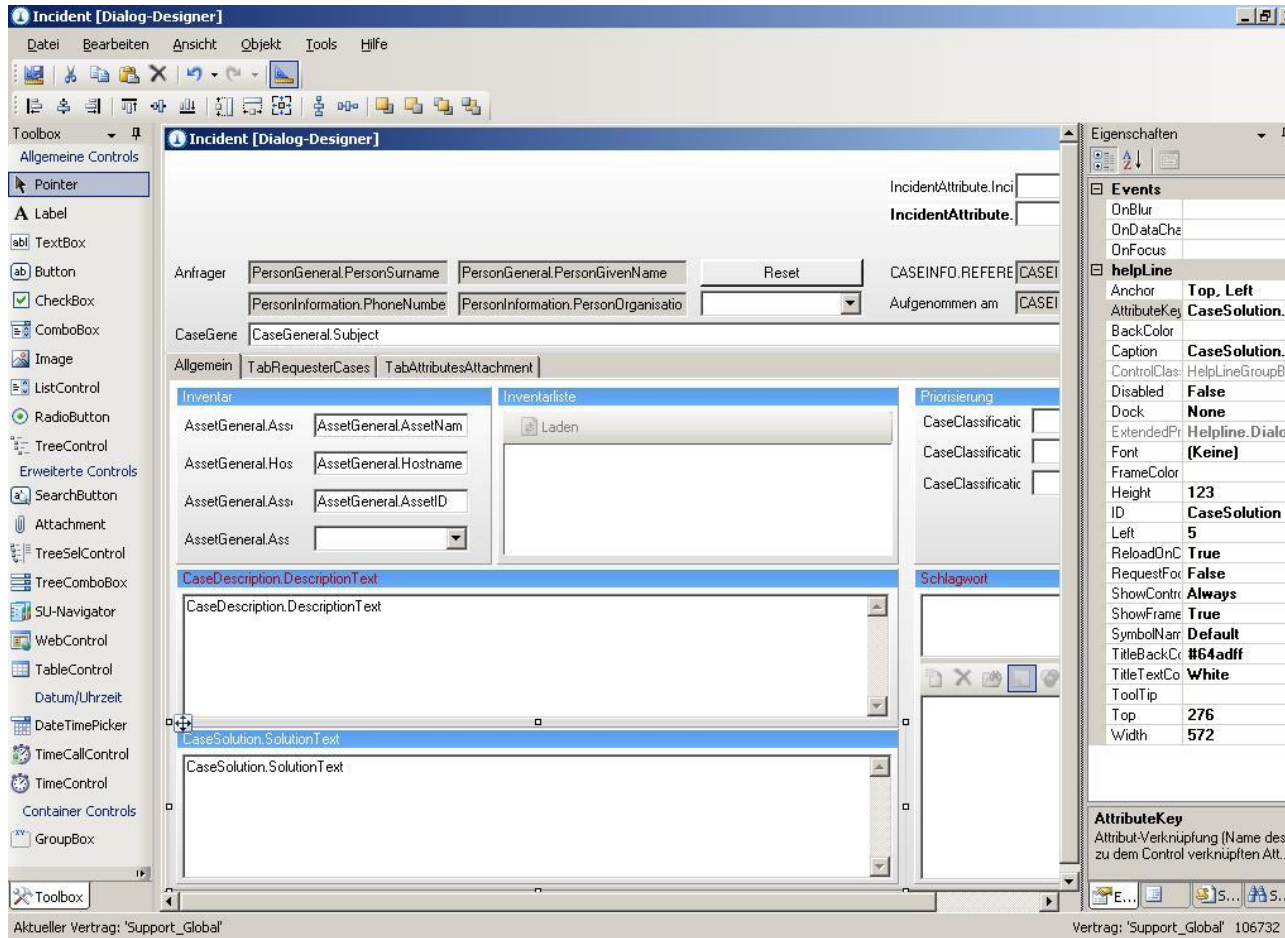 Incident [Dialog-Designer]
Datei Bearbeiten Ansicht Objekt Tools Hilfe
Toolbox
Allgemeine Controls
Pointer
A Label
abl TextBox
ab Button
CheckBox
ComboBox
Image
ListControl
RadioButton
TreeControl
Erweiterte Controls
SearchButton
Attachment
TreeSelControl
TreeComboBox
SU-Navigator
WebControl
TableControl
Datum/Uhrzeit
DateTimePicker
TimeCallControl
TimeControl
Container Controls
GroupBox
Toolbox
Incident [Dialog-Designer]
IncidentAttribute.Inci
IncidentAttribute.
Anfrager PersonGeneral.PersonSurname PersonGeneral.PersonGivenName Reset CASEINFO.REFERE CASEI
PersonInformation.PhoneNumbe PersonInformation.PersonOrganisatio Aufgenommen am CASEI
CaseGene CaseGeneral.Subject
Allgemein TabRequesterCases TabAttributesAttachment
Inventar Inventarliste Priorisierung
AssetGeneral.Ass AssetGeneral.AssetNam Laden CaseClassificatic
AssetGeneral.Hos AssetGeneral.Hostname CaseClassificatic
AssetGeneral.Ass AssetGeneral.AssetID CaseClassificatic
AssetGeneral.Ass
CaseDescription.DescriptionText Schlagwort
CaseDescription.DescriptionText
CaseSolution.SolutionText
CaseSolution.SolutionText
Eigenschaften
Events
OnBlur
OnDataCha
OnFocus
helpLine
Anchor Top, Left
AttributeKey CaseSolution.
BackColor
Caption CaseSolution.
ControlClas HelpLineGroupB
Disabled False
Dock None
ExtendedPr Helpline.Dialo
Font (Keine)
FrameColor
Height 123
ID CaseSolution
Left 5
ReloadOnC True
RequestFoc False
ShowContro Always
ShowFrame True
SymbolNam Default
TitleBackCo #64adff
TitleTextCo White
ToolTip
Top 276
Width 572
AttributeKey
Attribut-Verknüpfung (Name des
zu dem Control verknüpften Att...
E... S... S..
Aktueller Vertrag: 'Support_Global' Vertrag: 'Support_Global' 106732